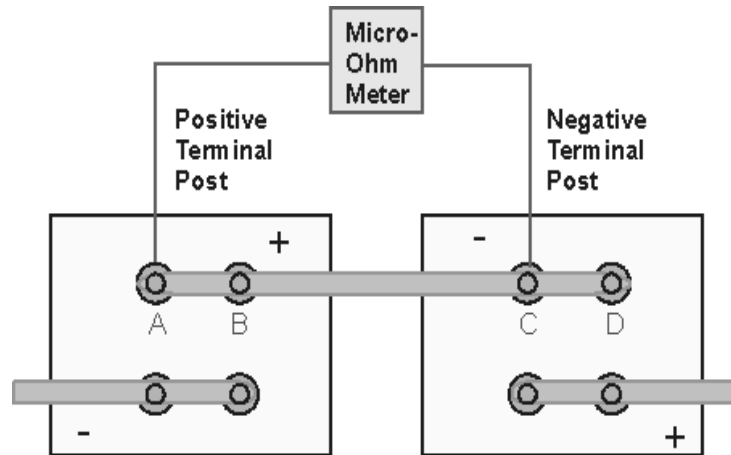 Micro-
Ohm
Meter
Positive
Terminal
Post
Negative
Terminal
Post
+
-
A B
C D
-
+